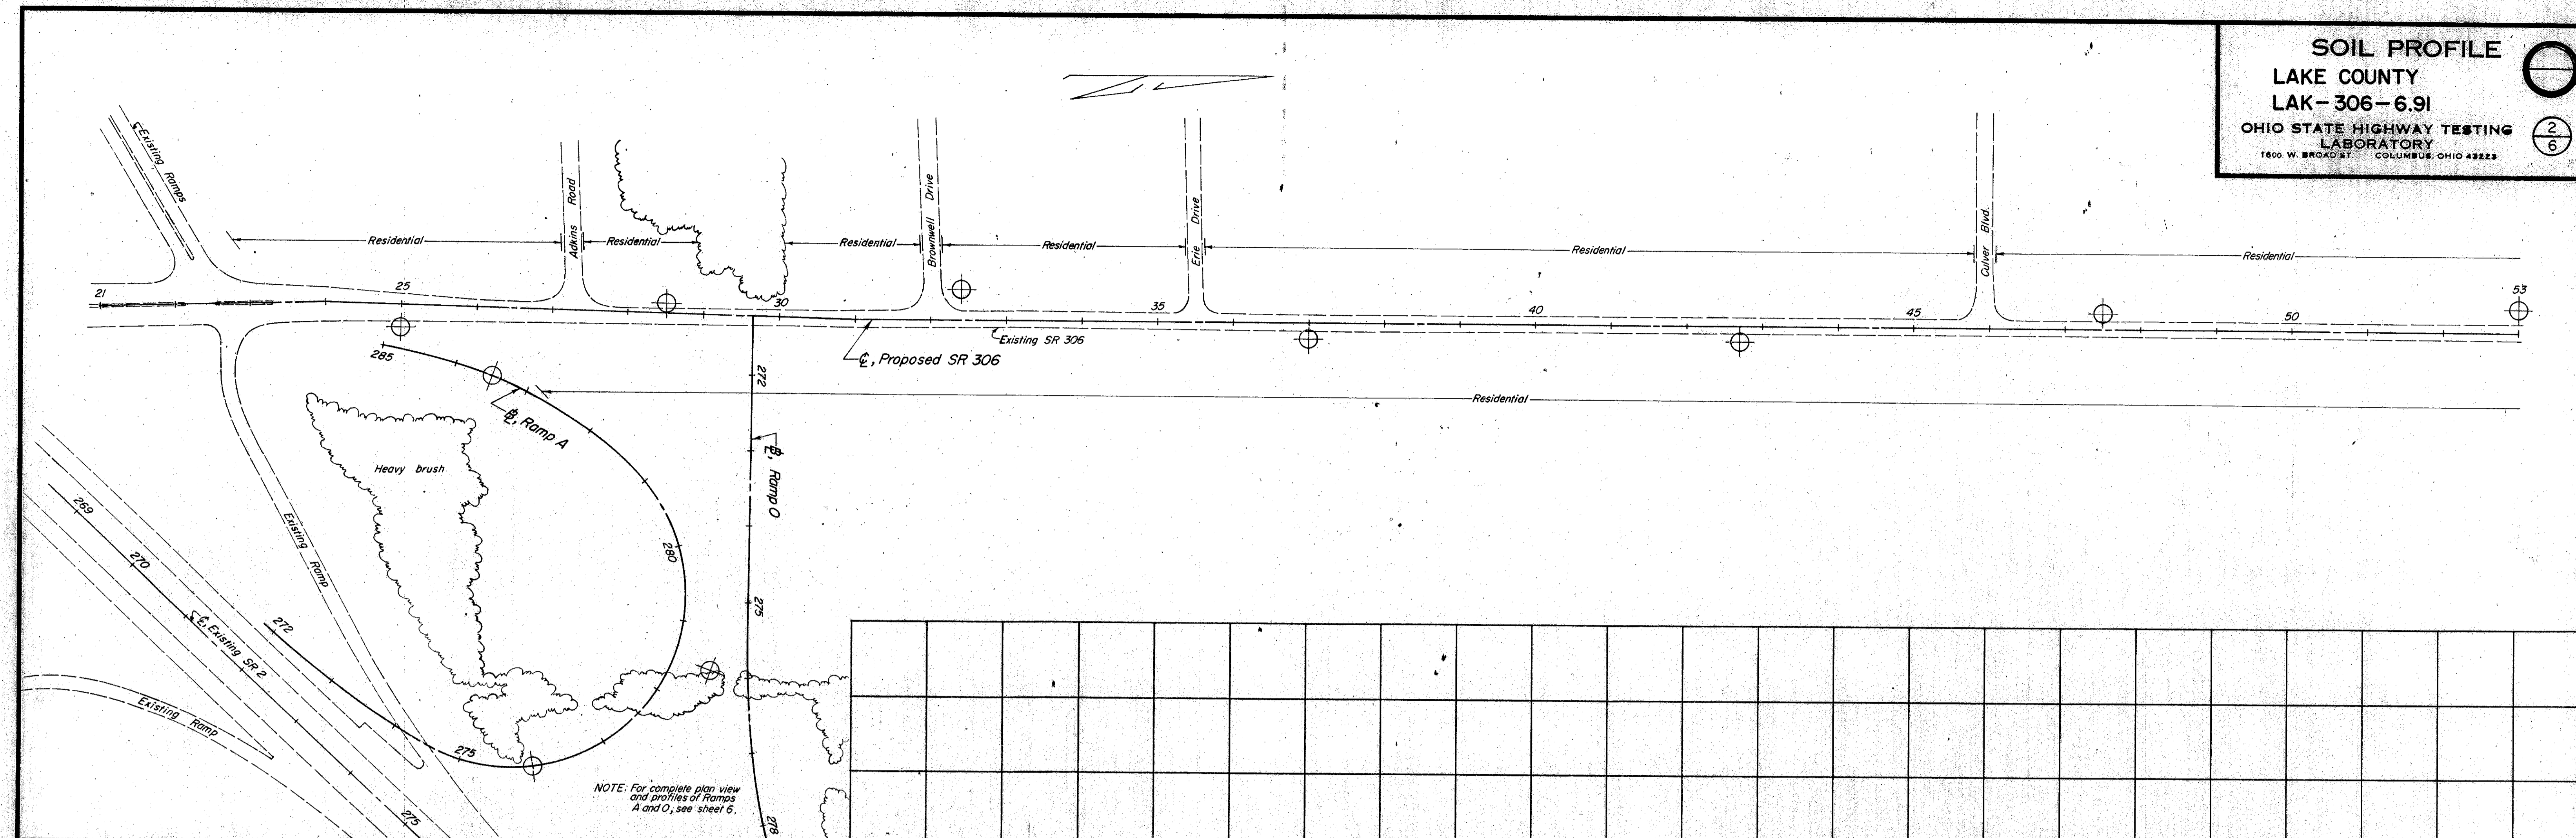 SOIL PROFILE
LAKE COUNTY
LAK-306-6.91
OHIO STATE HIGHWAY TESTING
LABORATORY
1600 W. BROAD ST. COLUMBUS, OHIO 43223
2
6
℄ Existing Ramps
Adkins Road
Brownwell Drive
Erie Drive
Culver Blvd.
Residential
Residential
Residential
Residential
Residential
Residential
21
25
30
35
40
45
50
53
Existing SR 306
℄, Proposed SR 306
Residential
285
℄, Ramp A
272
℄, Ramp O
Heavy brush
280
275
269
270
Existing Ramp
℄, Existing SR 2
272
Existing Ramp
275
275
278
NOTE: For complete plan view
and profiles of Ramps
A and O, see sheet 6.